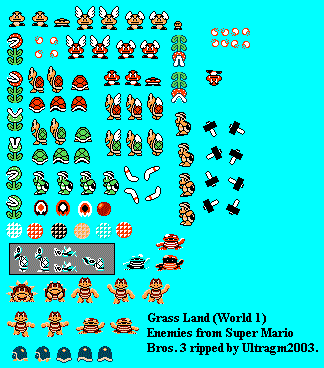 Grass Land (World 1)
Enemies from Super Mario
Bros. 3 ripped by Ultragm2003.